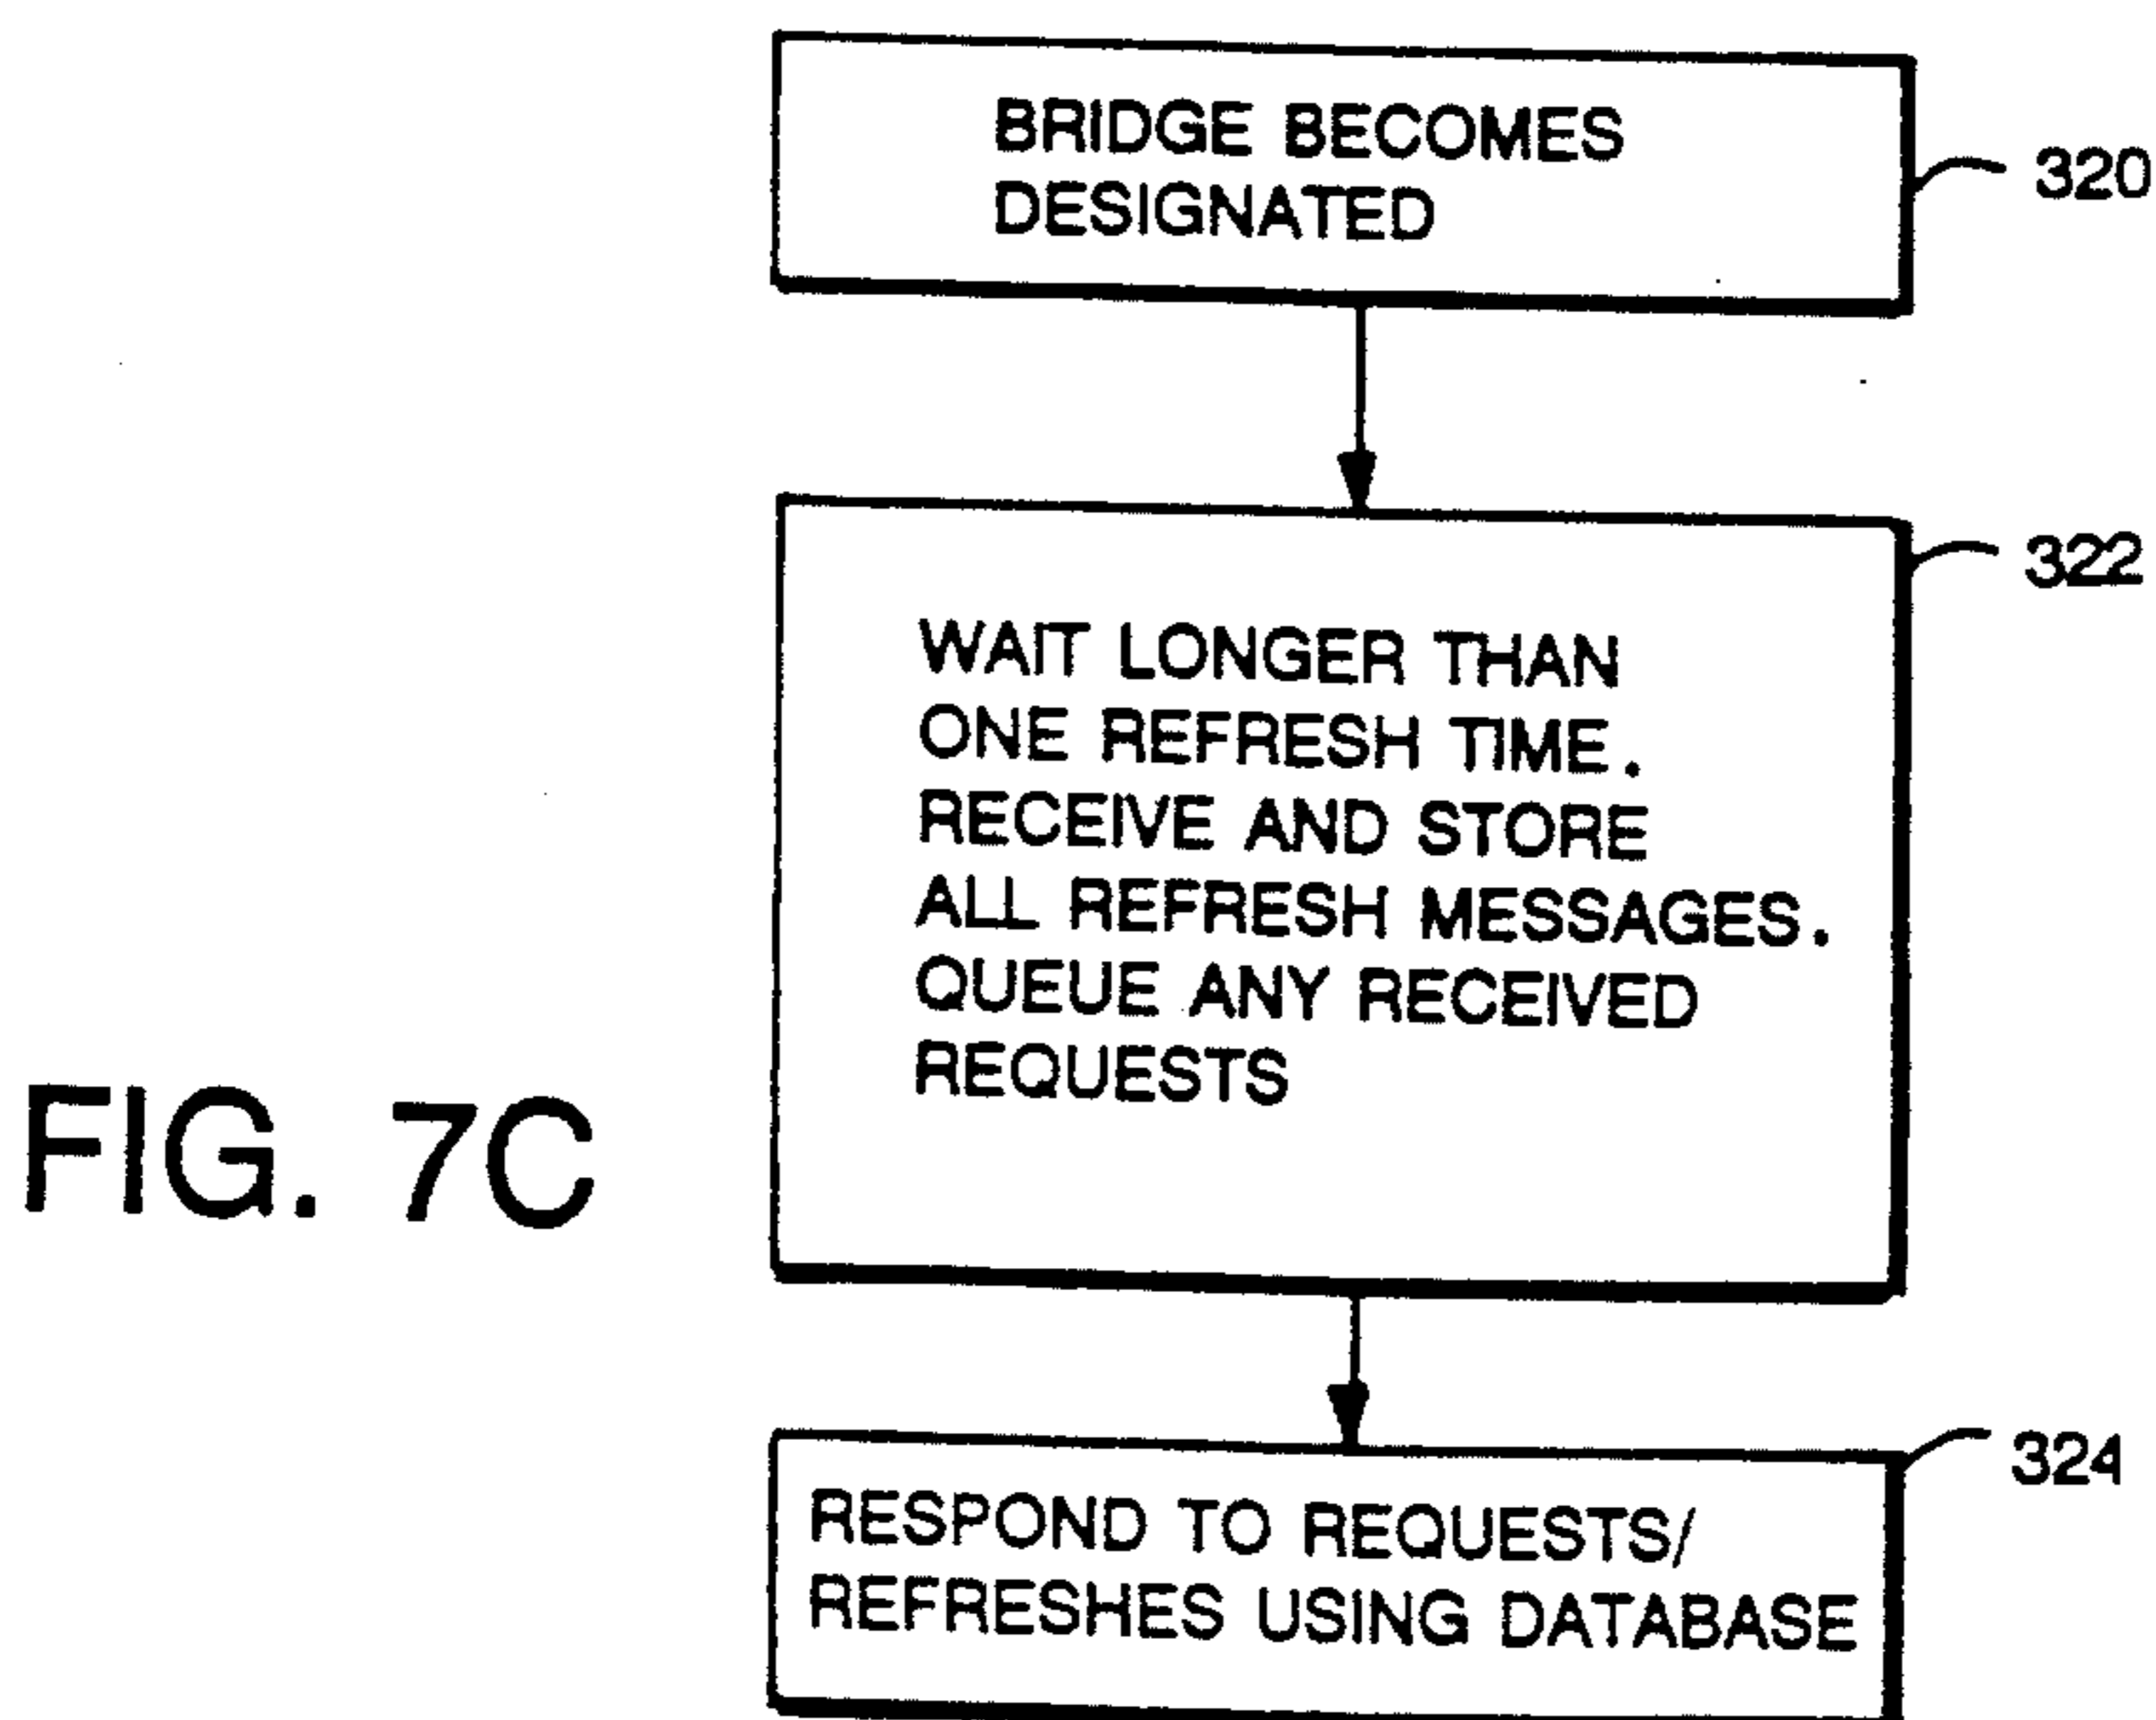 BRIDGE BECOMES
DESIGNATED
320
322
WAIT LONGER THAN
ONE REFRESH TIME.
RECEIVE AND STORE
ALL REFRESH MESSAGES.
QUEUE ANY RECEIVED
REQUESTS
FIG. 7C
324
RESPOND TO REQUESTS/
REFRESHES USING DATABASE